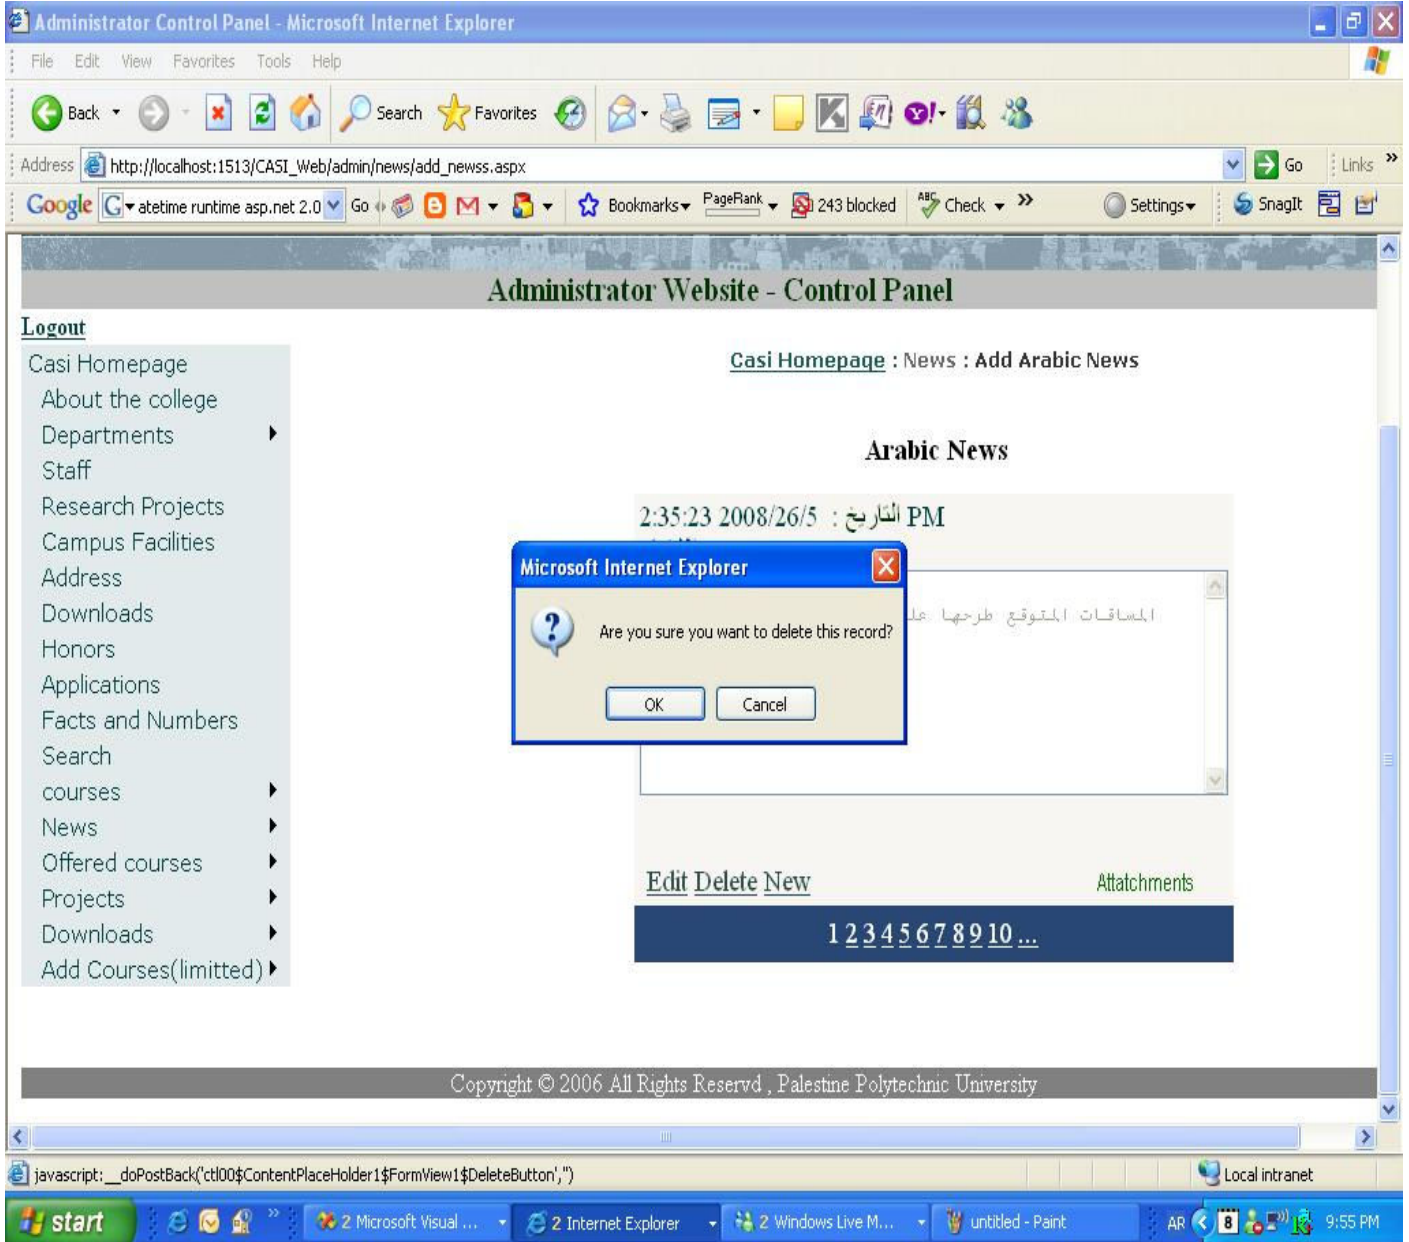 Administrator Control Panel - Microsoft Internet Explorer
File Edit View Favorites Tools Help
Back Search Favorites
Address http://localhost:1513/CASI_Web/admin/news/add_newss.aspx Go Links »
Google G atetime runtime asp.net 2.0 Go Bookmarks PageRank 243 blocked ABC Check » Settings SnagIt
Administrator Website - Control Panel
Logout
Casi Homepage
About the college
Departments
Staff
Research Projects
Campus Facilities
Address
Downloads
Honors
Applications
Facts and Numbers
Search
courses
News
Offered courses
Projects
Downloads
Add Courses(limitted)
Casi Homepage : News : Add Arabic News
Arabic News
2:35:23 2008/26/5 : التاريخ PM
المساقات المتوقع طرحها
Microsoft Internet Explorer
Are you sure you want to delete this record?
OK Cancel
Edit Delete New Attatchments
1 2 3 4 5 6 7 8 9 10 ...
Copyright © 2006 All Rights Reservd , Palestine Polytechnic University
javascript:__doPostBack('ctl00$ContentPlaceHolder1$FormView1$DeleteButton','') Local intranet
start » 2 Microsoft Visual ... 2 Internet Explorer 2 Windows Live M... untitled - Paint AR 8 9:55 PM